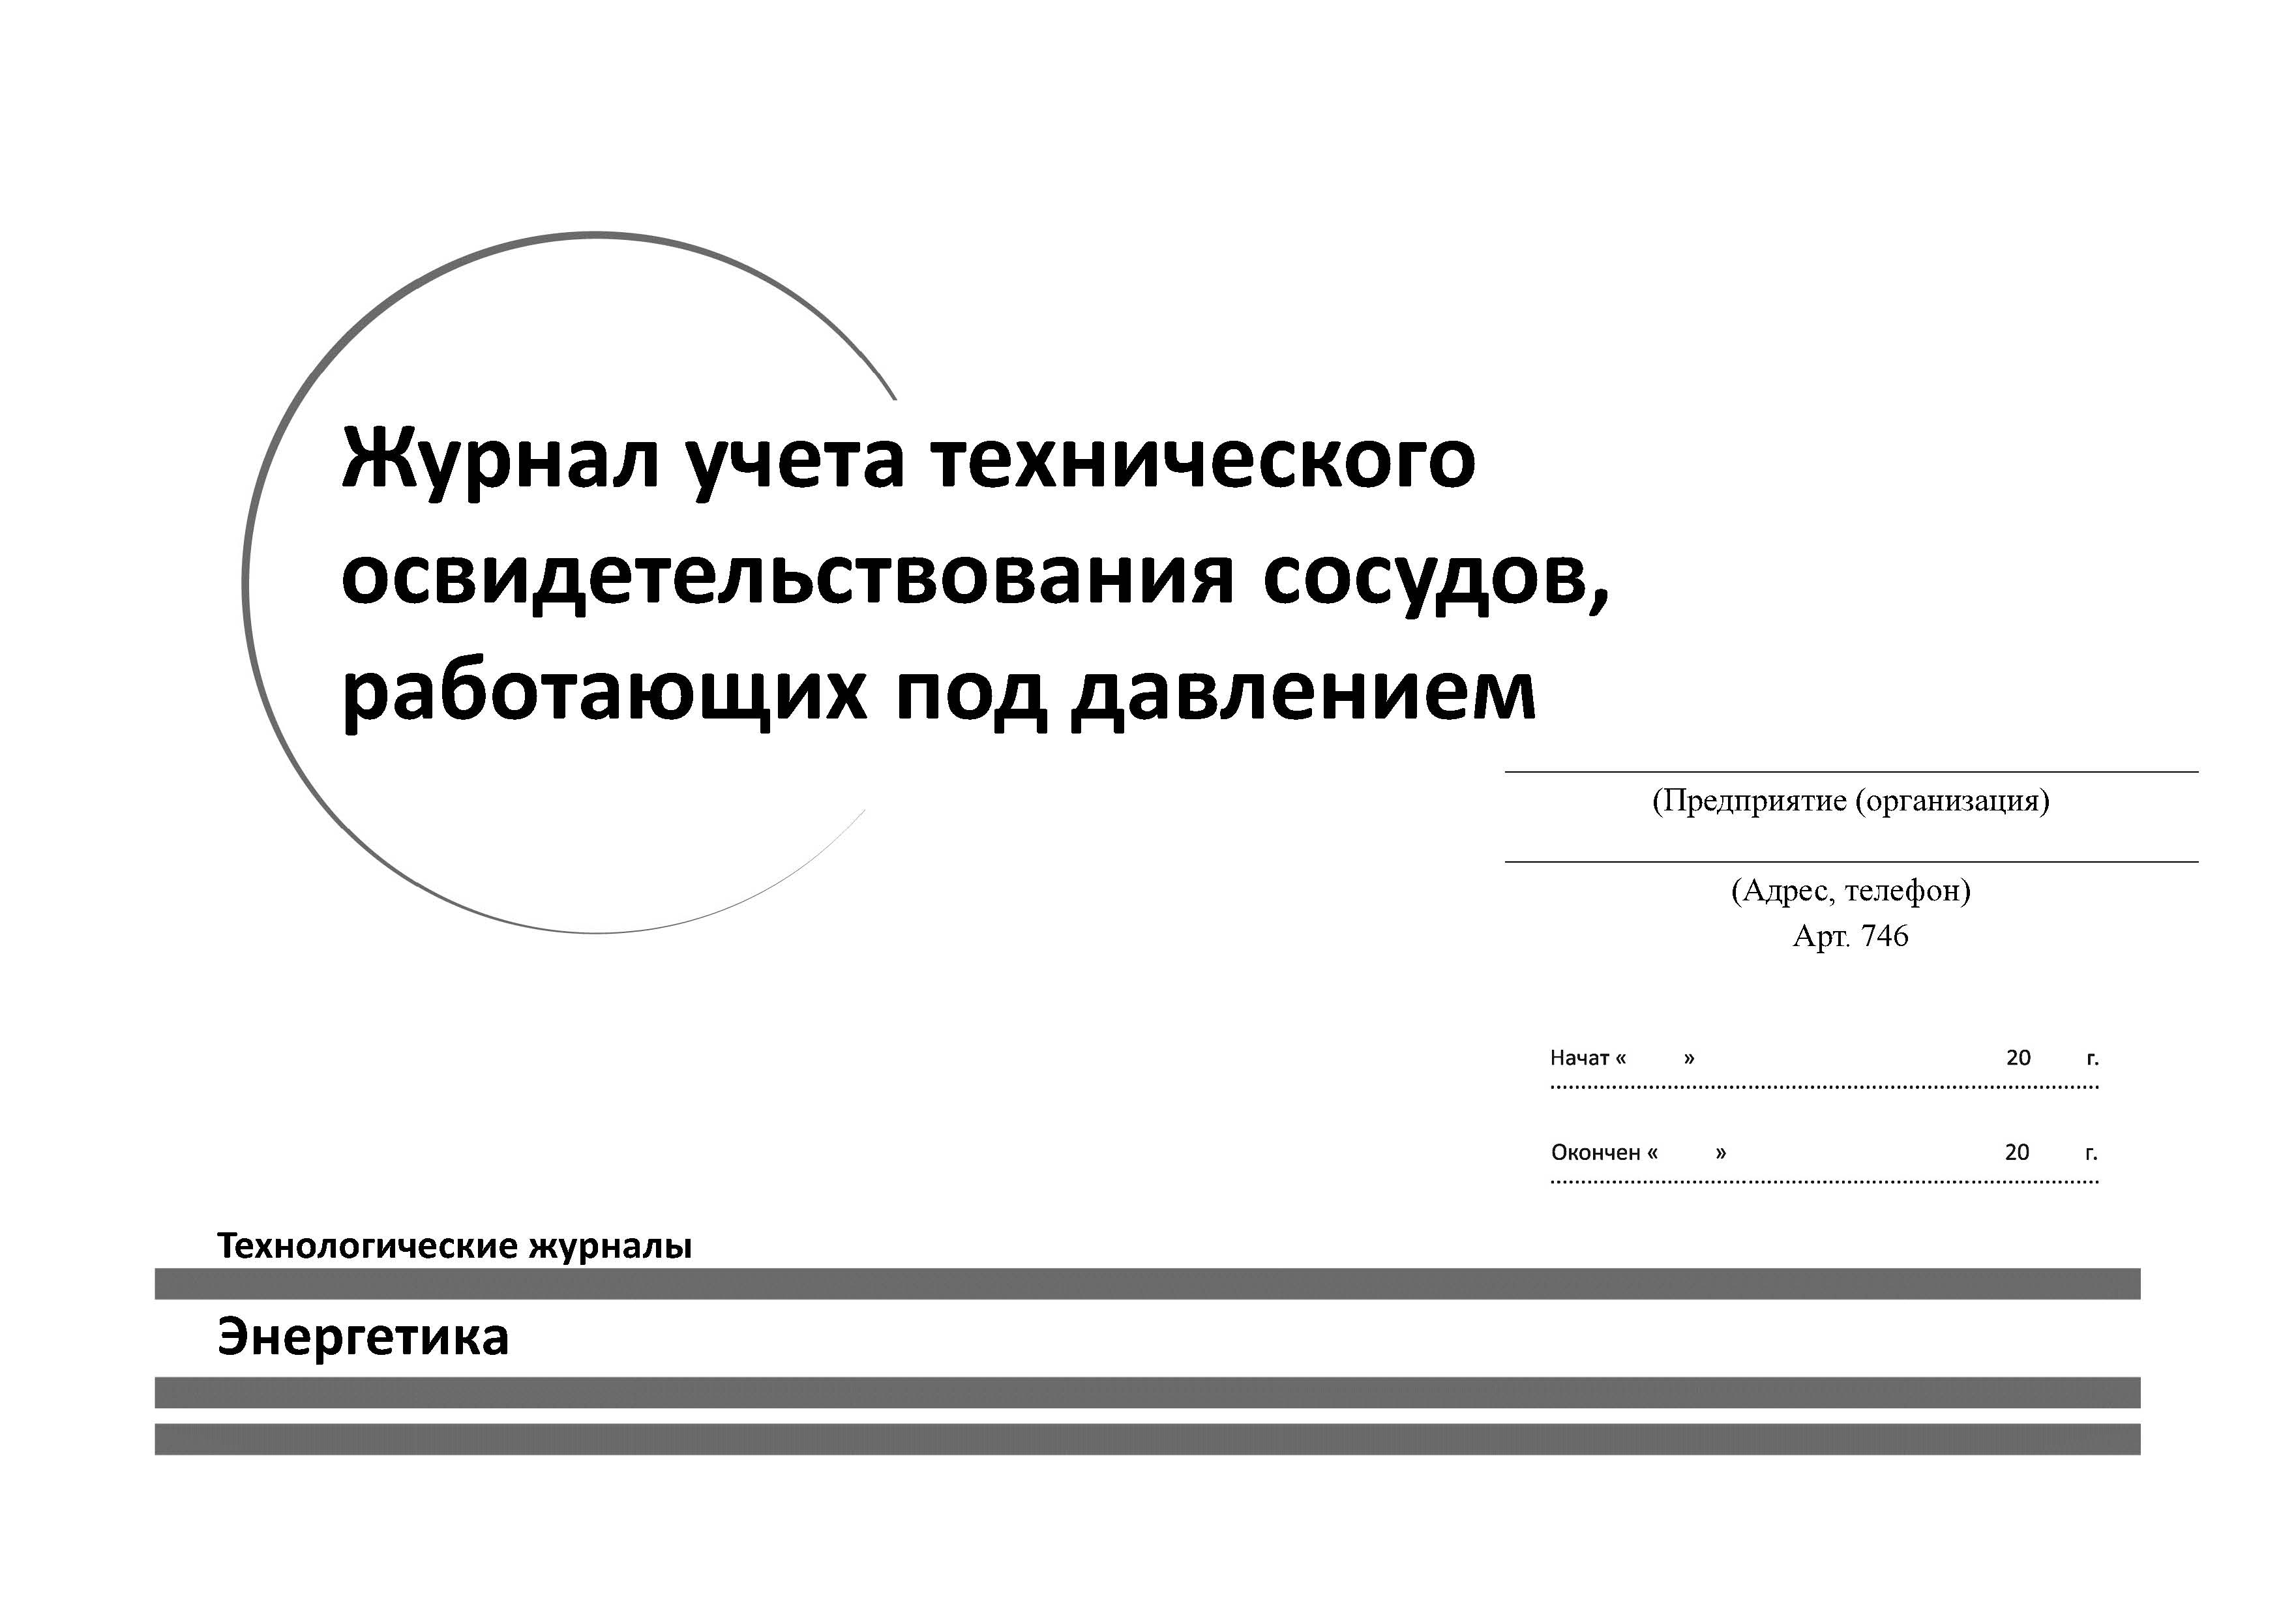 Журнал учета технического
освидетельствования сосудов,
работающих под давлением
(Предприятие (организация)
(Адрес, телефон)
Арт. 746
Начат « » 20 г.
Окончен « » 20 г.
Технологические журналы
Энергетика